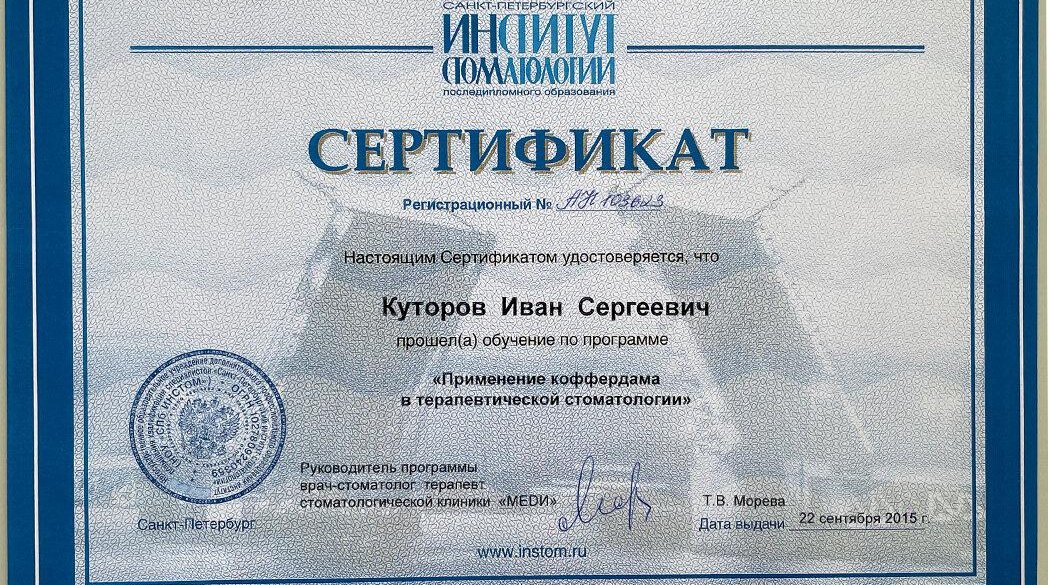 САНКТ-ПЕТЕРБУРГСКИЙ
ИНСТИТУТ
СТОМАТОЛОГИИ
последипломного образования
СЕРТИФИКАТ
Регистрационный №
Настоящим Сертификатом удостоверяется, что
Куторов Иван Сергеевич
прошел(а) обучение по программе
«Применение коффердама
в терапевтической стоматологии»
Руководитель программы
врач-стоматолог терапевт
стоматологической клиники «MEDИ»
Т.В. Морева
Санкт-Петербург
Дата выдачи 22 сентября 2015 г.
www.instom.ru